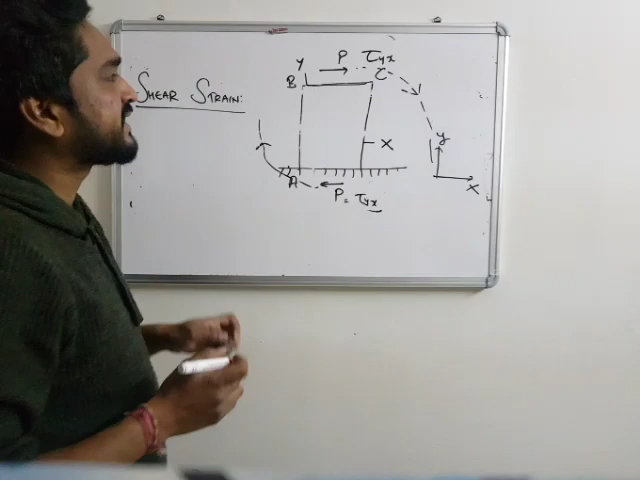 SHEAR STRAIN:
y P τyx
B C
X
A
P = τyx
y
X